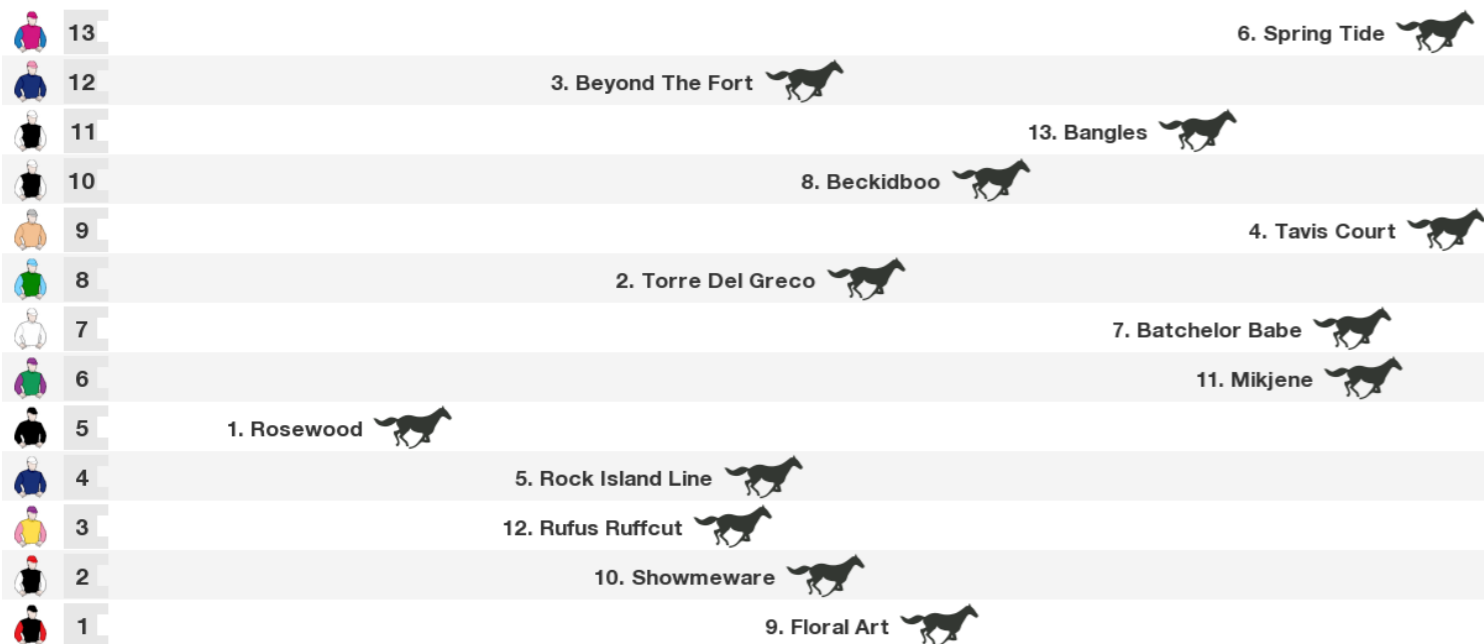 13 6. Spring Tide
12 3. Beyond The Fort
11 13. Bangles
10 8. Beckidboo
9 4. Tavis Court
8 2. Torre Del Greco
7 7. Batchelor Babe
6 11. Mikjene
5 1. Rosewood
4 5. Rock Island Line
3 12. Rufus Ruffcut
2 10. Showmeware
1 9. Floral Art